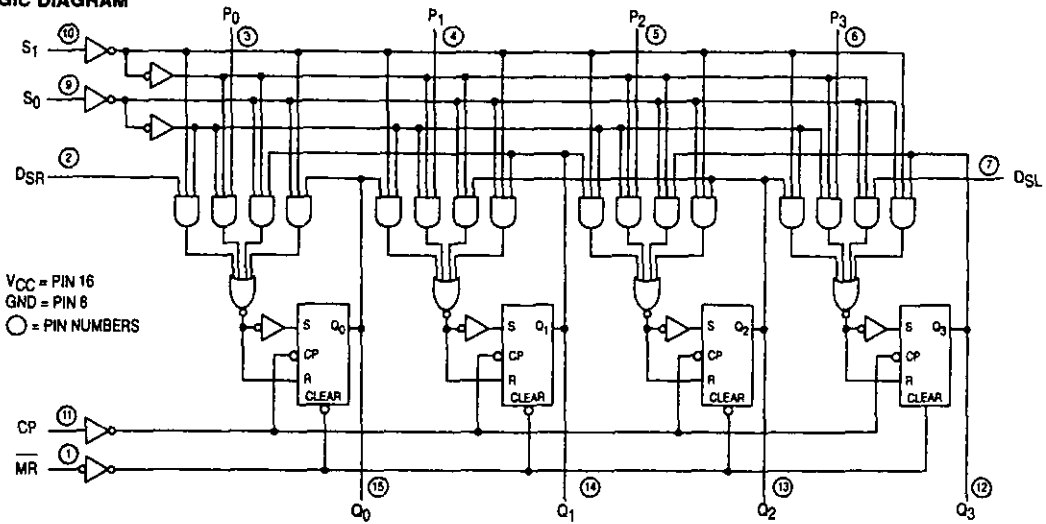 GIC DIAGRAM
P0 P1 P2 P3
③ ④ ⑤ ⑥
S1 ⑩
S0 ⑨
DSR ②
⑦ DSL
VCC = PIN 16
GND = PIN 8
○ = PIN NUMBERS
S Q0 S Q1 S Q2 S Q3
CP CP CP CP
R R R R
CLEAR CLEAR CLEAR CLEAR
CP ⑪
MR ①
⑮ ⑭ ⑬ ⑫
Q0 Q1 Q2 Q3